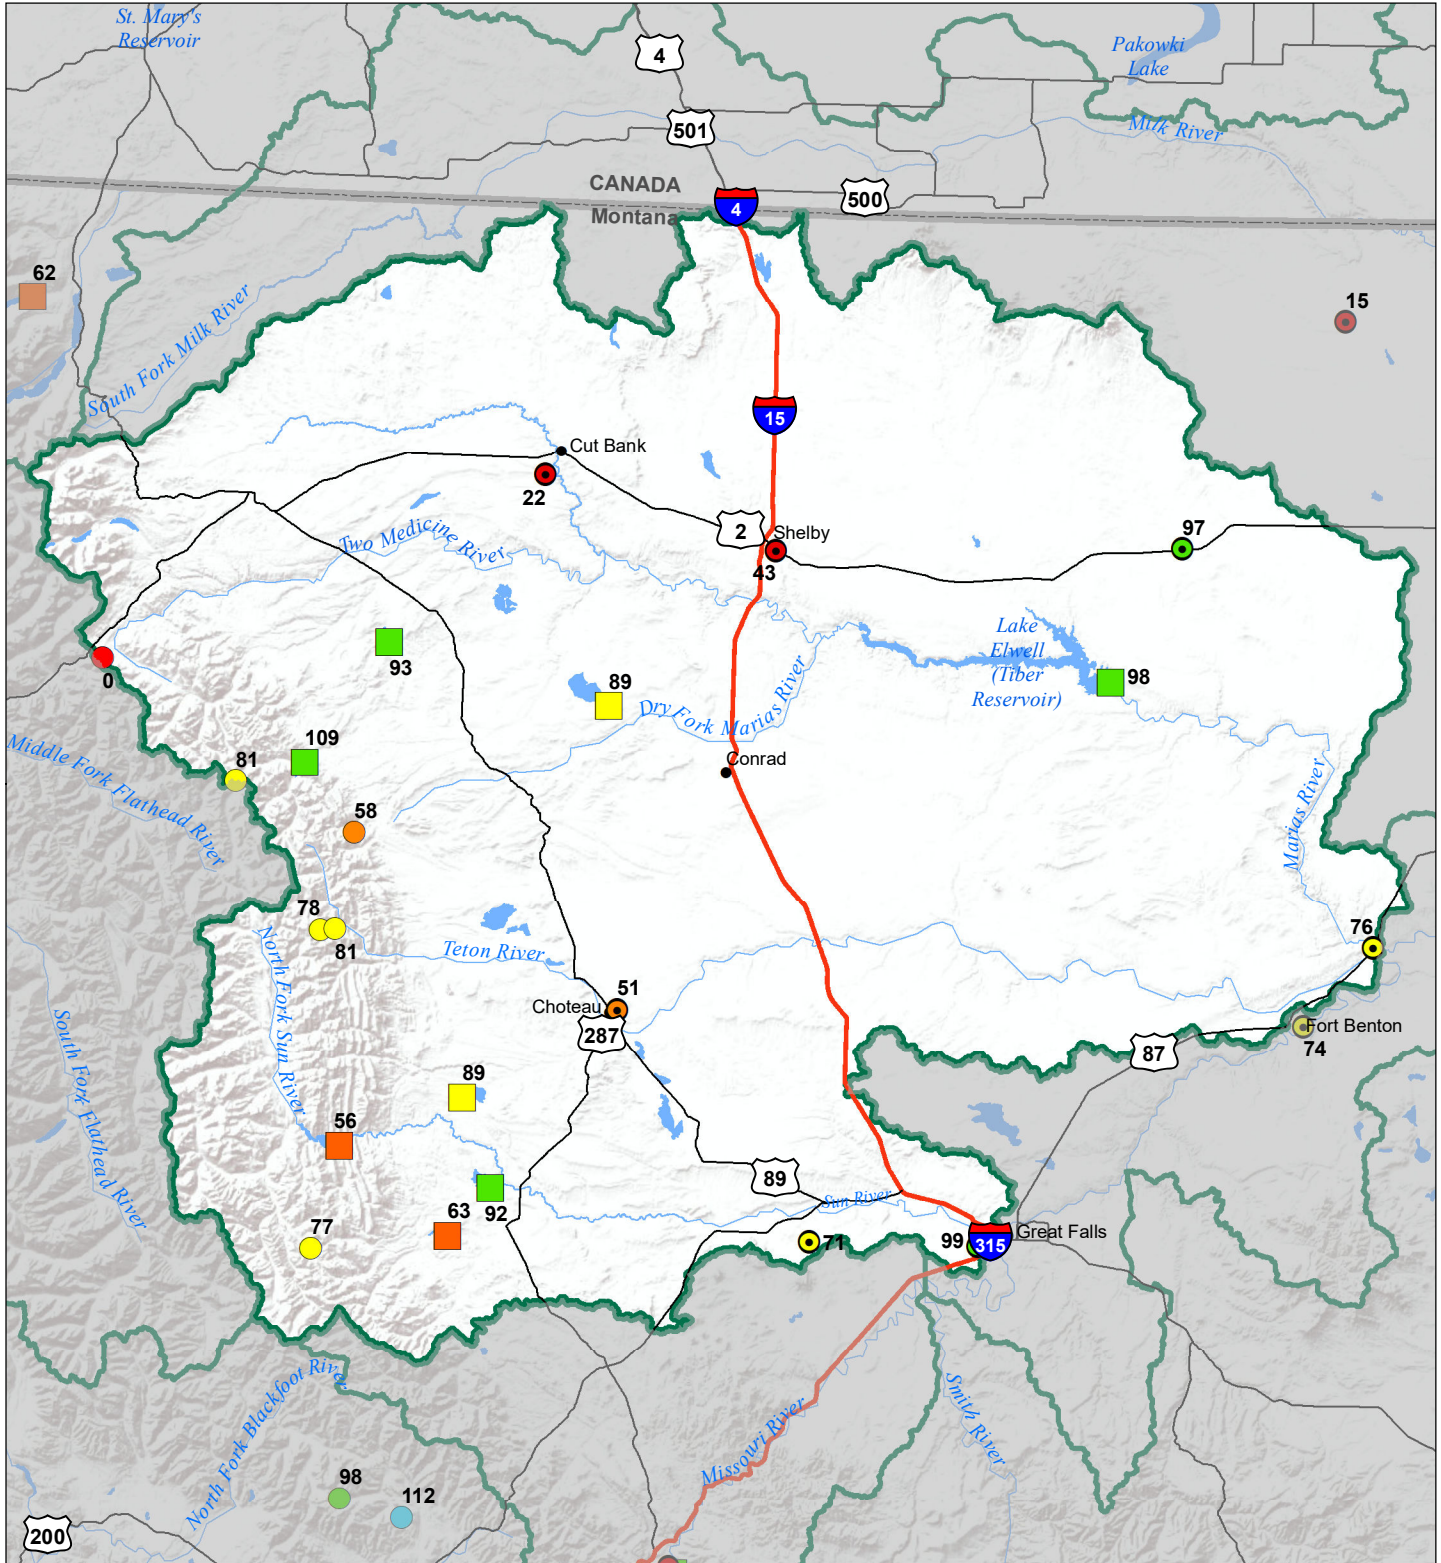 St. Mary's
Reservoir
4
Pakowki
Lake
501
Milk River
CANADA
Montana
4
500
62
15
South Fork Milk River
15
Cut Bank
22
2
Shelby
43
97
Two Medicine River
Lake
Elwell
(Tiber
Reservoir)
93
0
98
89
Dry Fork Marias River
109
Middle Fork Flathead River
81
Conrad
58
Marias River
78
81
North Fork Sun River
Teton River
76
51
Choteau
287
Fort Benton
74
87
South Fork Flathead River
89
56
89
Sun River
92
63
77
71
99
315
Great Falls
North Fork Blackfoot River
Missouri River
Smith River
98
112
200